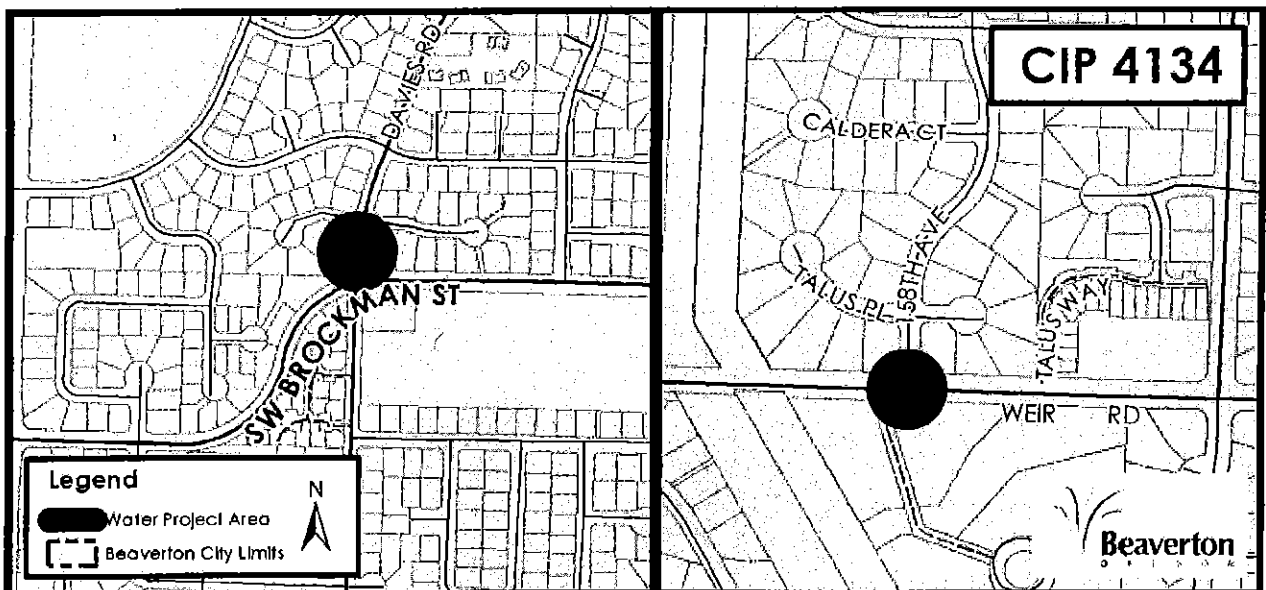 DAVIES RD
SW BROCKMAN ST
Legend
Water Project Area
Beaverton City Limits
N
CIP 4134
CALDERA CT
158TH AVE
TALUS PL
TALUS WAY
WEIR RD
Beaverton
OREGON